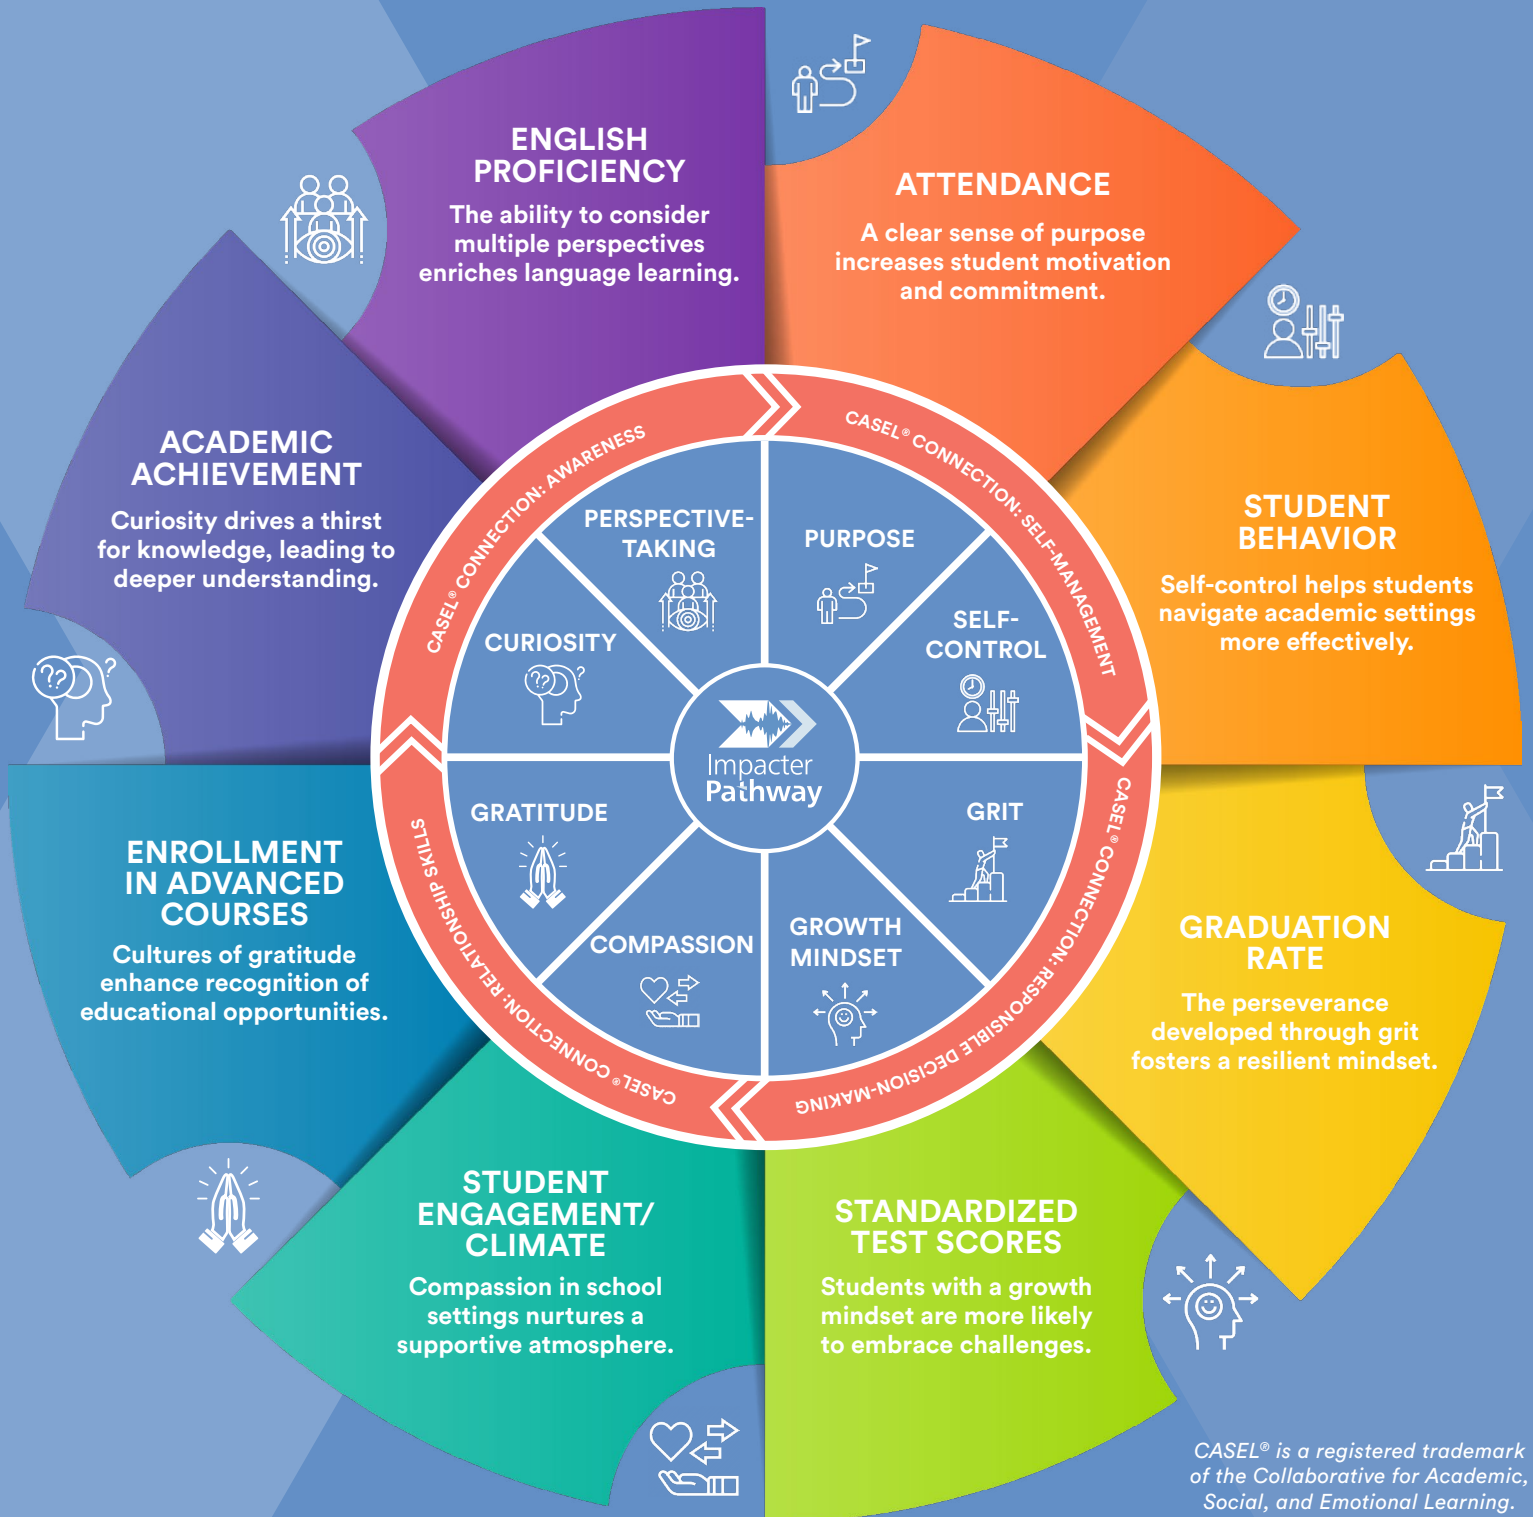 ENGLISH
PROFICIENCY
The ability to consider
multiple perspectives
enriches language learning.
ATTENDANCE
A clear sense of purpose
increases student motivation
and commitment.
STUDENT
BEHAVIOR
Self-control helps students
navigate academic settings
more effectively.
GRADUATION
RATE
The perseverance
developed through grit
fosters a resilient mindset.
STANDARDIZED
TEST SCORES
Students with a growth
mindset are more likely
to embrace challenges.
STUDENT
ENGAGEMENT/
CLIMATE
Compassion in school
settings nurtures a
supportive atmosphere.
ENROLLMENT
IN ADVANCED
COURSES
Cultures of gratitude
enhance recognition of
educational opportunities.
ACADEMIC
ACHIEVEMENT
Curiosity drives a thirst
for knowledge, leading to
deeper understanding.
CASEL® CONNECTION: AWARENESS
CASEL® CONNECTION: SELF-MANAGEMENT
CASEL® CONNECTION: RESPONSIBLE DECISION-MAKING
CASEL® CONNECTION: RELATIONSHIP SKILLS
PERSPECTIVE-
TAKING
PURPOSE
SELF-
CONTROL
GRIT
GROWTH
MINDSET
COMPASSION
GRATITUDE
CURIOSITY
??
?
??
?
Impacter
Pathway
CASEL® is a registered trademark
of the Collaborative for Academic,
Social, and Emotional Learning.